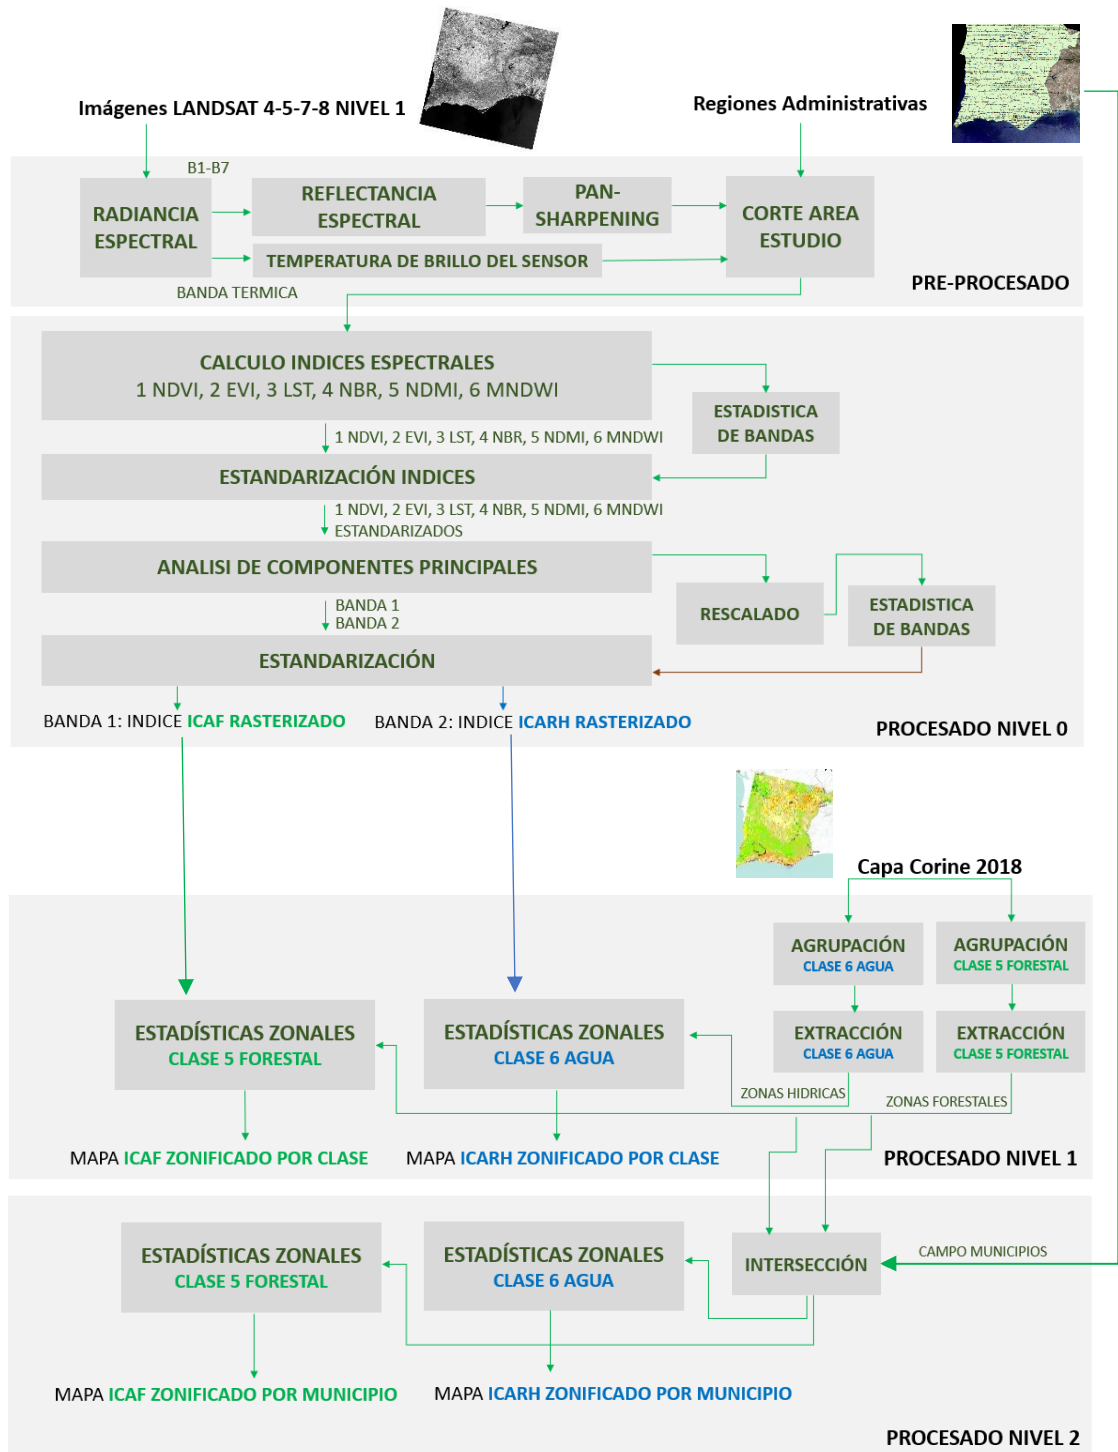 Imágenes LANDSAT 4-5-7-8 NIVEL 1
Regiones Administrativas
B1-B7
RADIANCIA
ESPECTRAL
REFLECTANCIA
ESPECTRAL
PAN-
SHARPENING
CORTE AREA
ESTUDIO
TEMPERATURA DE BRILLO DEL SENSOR
BANDA TERMICA
PRE-PROCESADO
CALCULO INDICES ESPECTRALES
1 NDVI, 2 EVI, 3 LST, 4 NBR, 5 NDMI, 6 MNDWI
ESTADISTICA
DE BANDAS
1 NDVI, 2 EVI, 3 LST, 4 NBR, 5 NDMI, 6 MNDWI
ESTANDARIZACIÓN INDICES
1 NDVI, 2 EVI, 3 LST, 4 NBR, 5 NDMI, 6 MNDWI
ESTANDARIZADOS
ANALISI DE COMPONENTES PRINCIPALES
RESCALADO
ESTADISTICA
DE BANDAS
BANDA 1
BANDA 2
ESTANDARIZACIÓN
BANDA 1: INDICE ICAF RASTERIZADO
BANDA 2: INDICE ICARH RASTERIZADO
PROCESADO NIVEL 0
Capa Corine 2018
AGRUPACIÓN
CLASE 6 AGUA
AGRUPACIÓN
CLASE 5 FORESTAL
EXTRACCIÓN
CLASE 6 AGUA
EXTRACCIÓN
CLASE 5 FORESTAL
ESTADÍSTICAS ZONALES
CLASE 5 FORESTAL
ESTADÍSTICAS ZONALES
CLASE 6 AGUA
ZONAS HIDRICAS
ZONAS FORESTALES
MAPA ICAF ZONIFICADO POR CLASE
MAPA ICARH ZONIFICADO POR CLASE
PROCESADO NIVEL 1
ESTADÍSTICAS ZONALES
CLASE 5 FORESTAL
ESTADÍSTICAS ZONALES
CLASE 6 AGUA
INTERSECCIÓN
CAMPO MUNICIPIOS
MAPA ICAF ZONIFICADO POR MUNICIPIO
MAPA ICARH ZONIFICADO POR MUNICIPIO
PROCESADO NIVEL 2